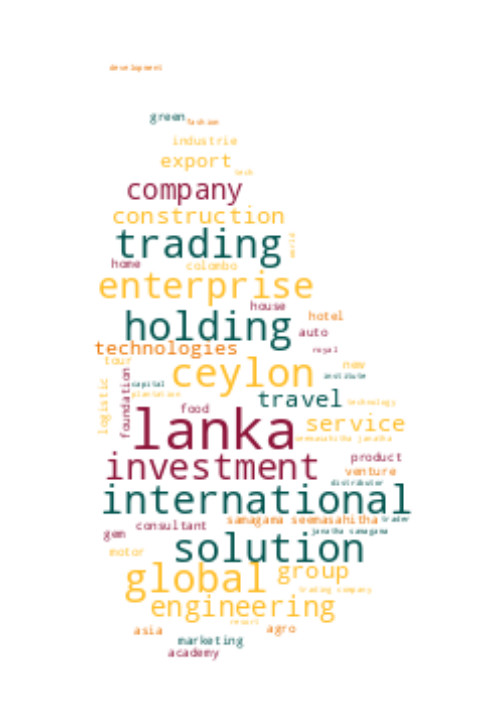 development
green fashion
industrie
export
tech
company
construction
trading world
home colombo
enterprise
house
holding hotel
auto
technologies royal
tour ceylon new
institute
capital
logistic foundation plantation travel technology
food
lanka service
seemasahitha janatha
investment product
venture
distributor
international
samagama seemasahitha trader
consultant
gem janatha samagama
solution
motor
global group
trading company
engineering
resort
asia agro
marketing
academy